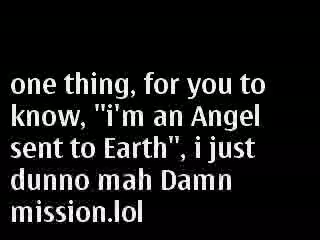 one thing, for you to
know, "i'm an Angel
sent to Earth", i just
dunno mah Damn
mission.lol